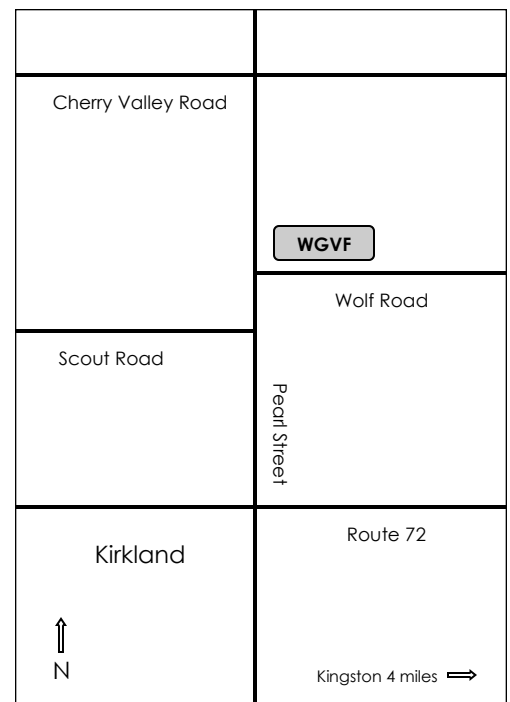 Cherry Valley Road
WGVF
Wolf Road
Scout Road
Pearl Street
Route 72
Kirkland
N
Kingston 4 miles